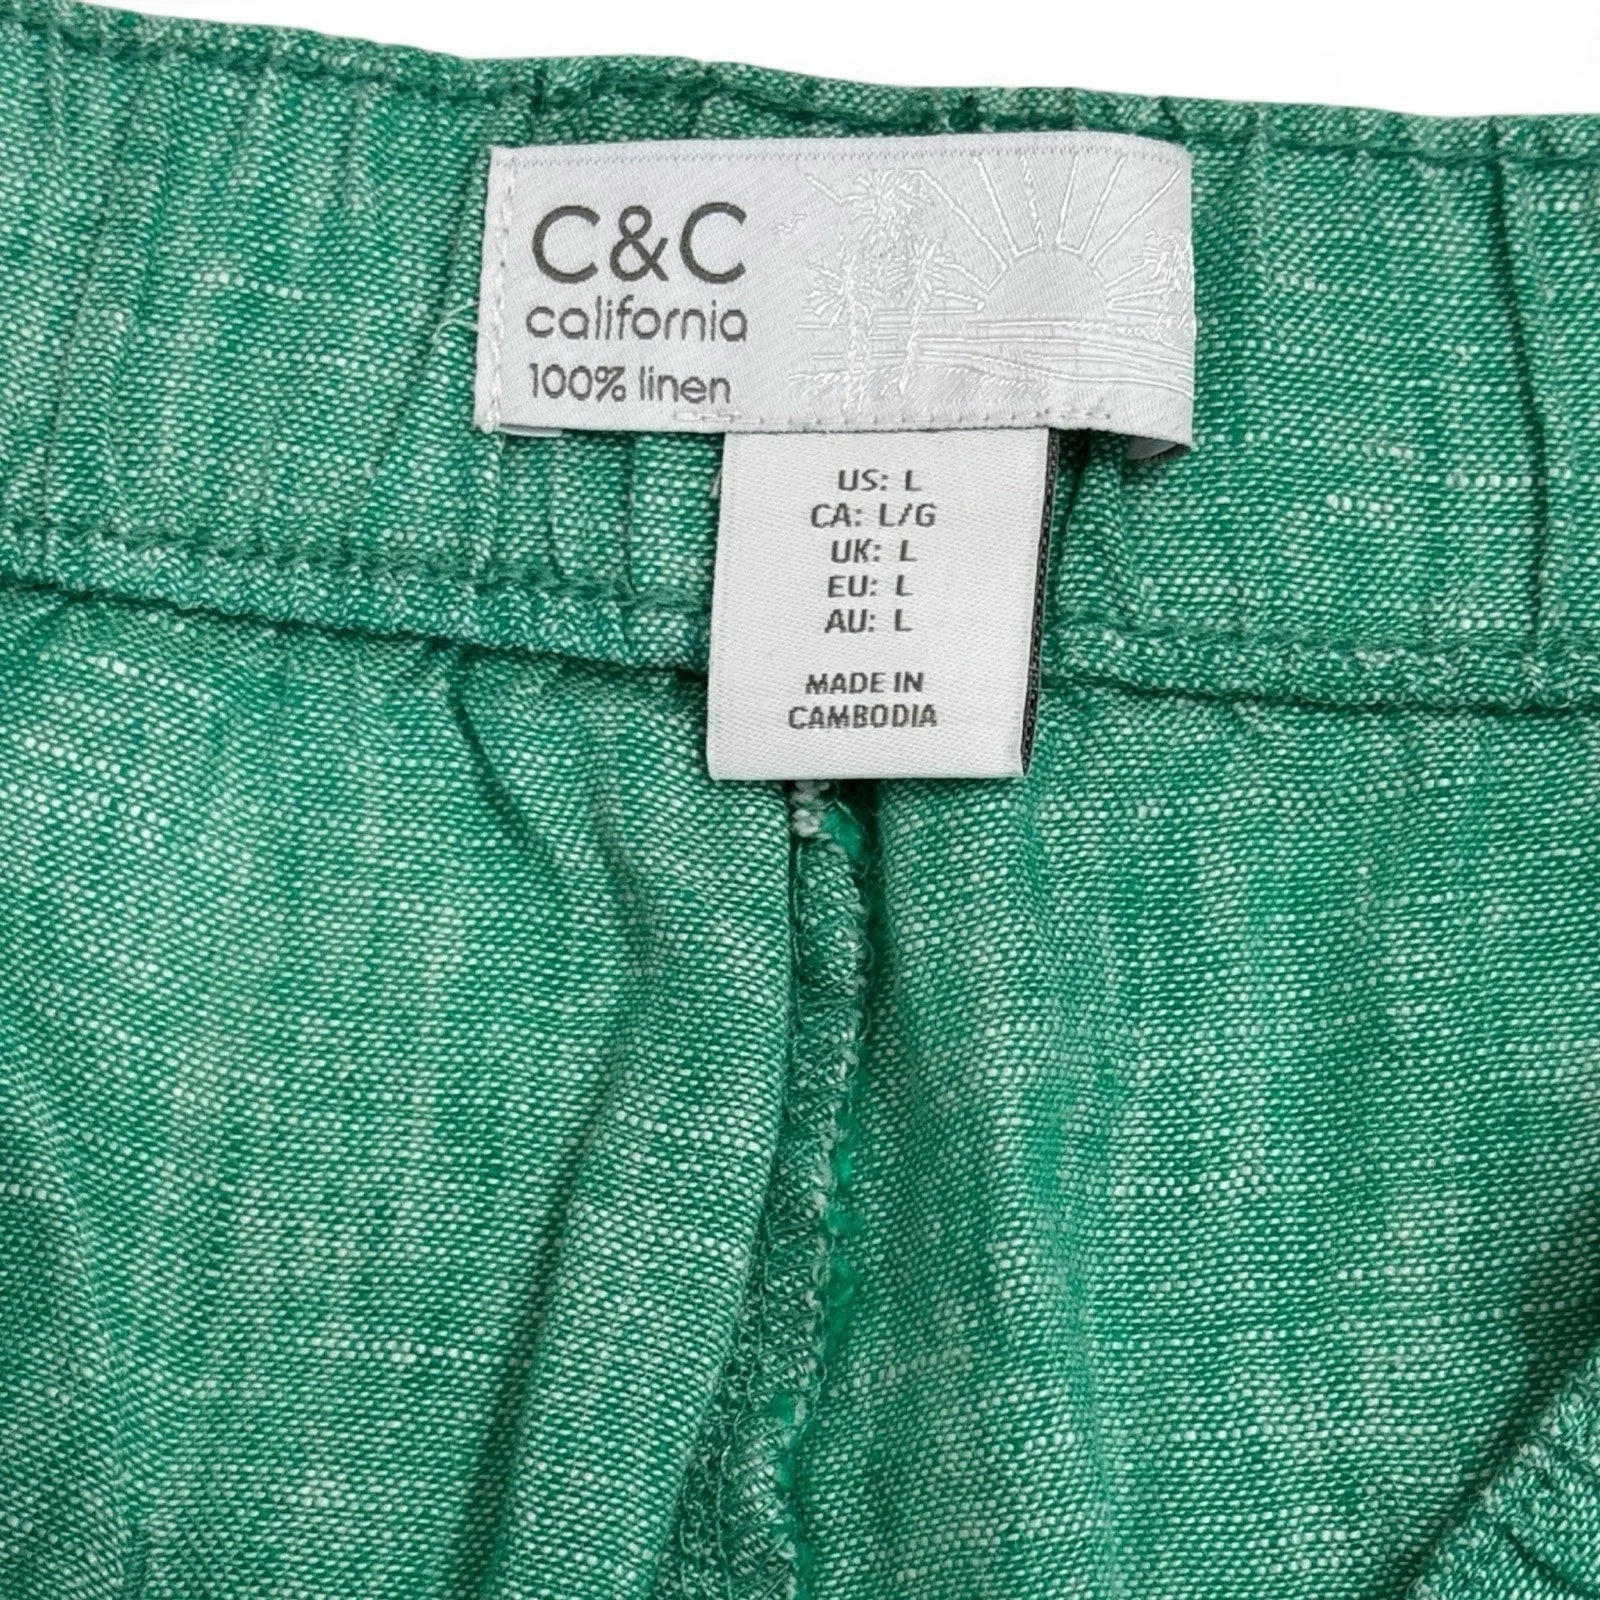 C&C
california
100% linen
US: L
CA: L/G
UK: L
EU: L
AU: L
MADE IN
CAMBODIA